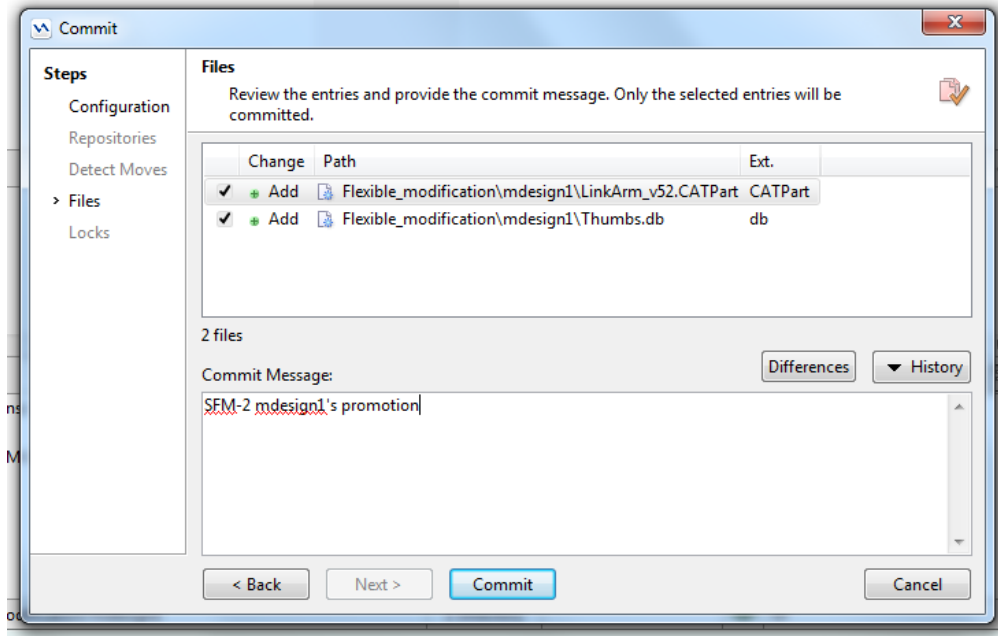 Commit
Steps
Configuration
Repositories
Detect Moves
Files
Locks
Files
Review the entries and provide the commit message. Only the selected entries will be
committed.
Change Path Ext.
Add Flexible_modification\mdesign1\LinkArm_v52.CATPart CATPart
Add Flexible_modification\mdesign1\Thumbs.db db
2 files
Differences History
Commit Message:
SFM-2 mdesign1's promotion
< Back Next > Commit Cancel